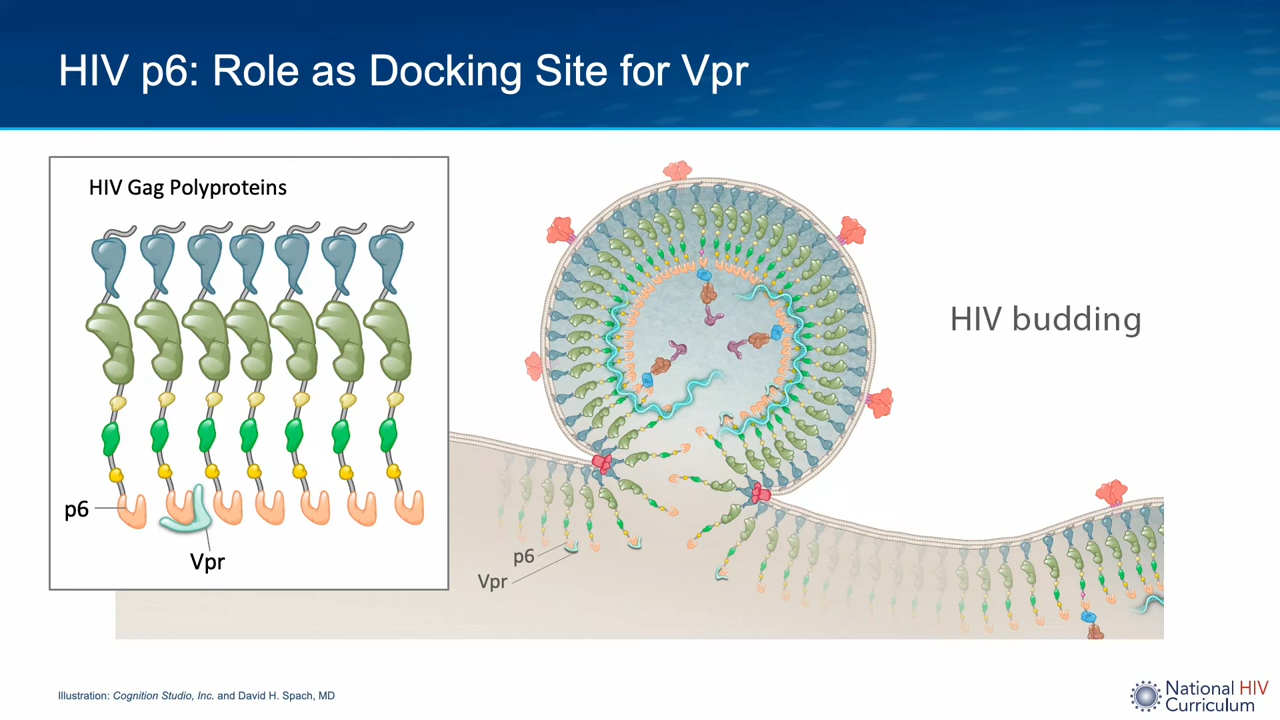 HIV p6: Role as Docking Site for Vpr
HIV Gag Polyproteins
p6
Vpr
HIV budding
p6
Vpr
Illustration: Cognition Studio, Inc. and David H. Spach, MD
National HIV
Curriculum